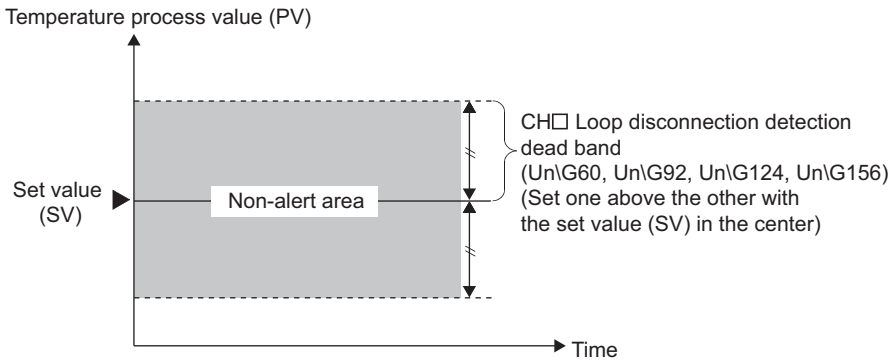 Temperature process value (PV)
CH□ Loop disconnection detection
dead band
(Un\G60, Un\G92, Un\G124, Un\G156)
(Set one above the other with
the set value (SV) in the center)
Set value
(SV)
Non-alert area
Time